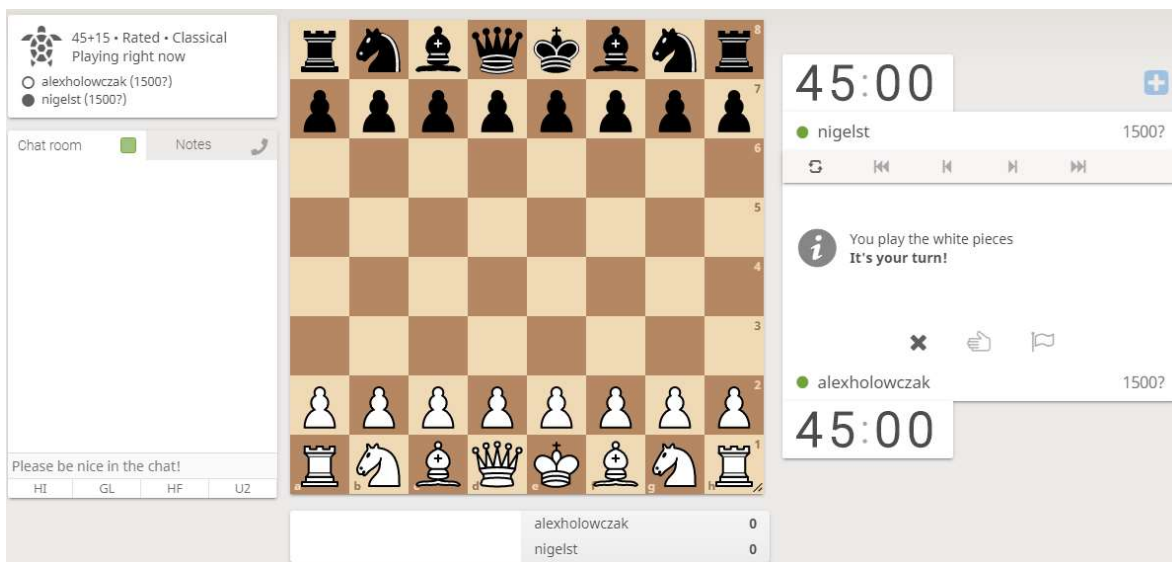 45+15 • Rated • Classical
Playing right now
alexholowczak (1500?)
nigelst (1500?)
Chat room
Notes
Please be nice in the chat!
HI GL HF U2
8
7
6
5
4
3
2
1
a b c d e f g h
alexholowczak 0
nigelst 0
45:00
nigelst 1500?
You play the white pieces
It's your turn!
alexholowczak 1500?
45:00